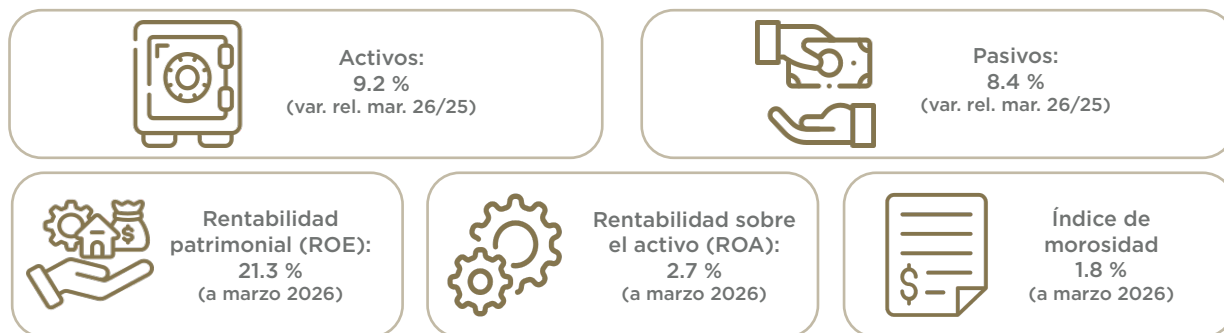 Activos:
9.2 %
(var. rel. mar. 26/25)
Pasivos:
8.4 %
(var. rel. mar. 26/25)
Rentabilidad
patrimonial (ROE):
21.3 %
(a marzo 2026)
Rentabilidad sobre
el activo (ROA):
2.7 %
(a marzo 2026)
Índice de
morosidad
1.8 %
(a marzo 2026)
$
$